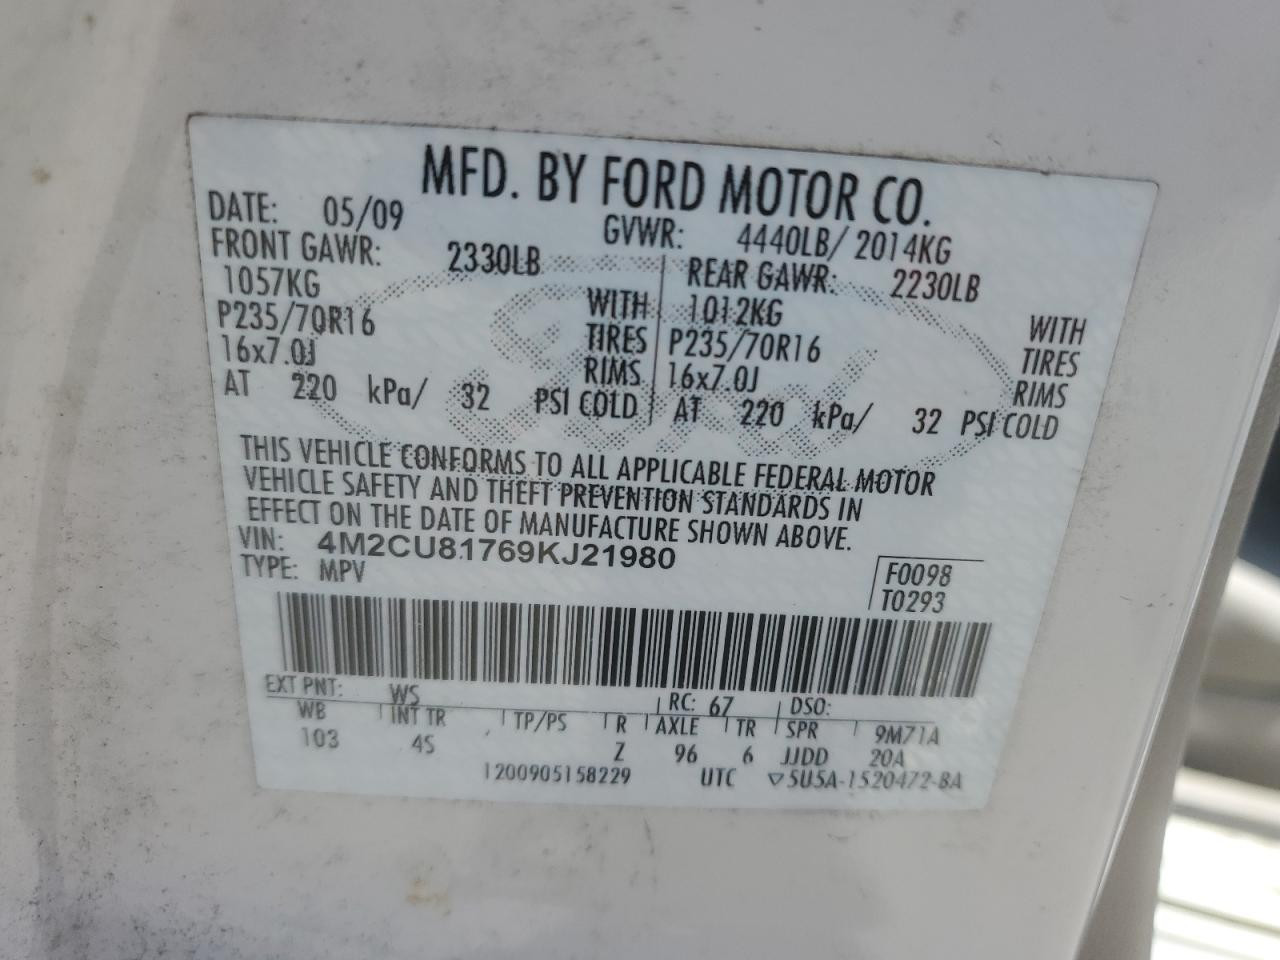 MFD. BY FORD MOTOR CO.
DATE: 05/09 GVWR: 4440LB/ 2014KG
FRONT GAWR: 2330LB REAR GAWR: 2230LB
1057KG WITH 1012KG WITH
P235/70R16 TIRES P235/70R16 TIRES
16x7.0J RIMS 16x7.0J RIMS
AT 220 kPa/ 32 PSI COLD AT 220 kPa/ 32 PSI COLD
THIS VEHICLE CONFORMS TO ALL APPLICABLE FEDERAL MOTOR
VEHICLE SAFETY AND THEFT PREVENTION STANDARDS IN
EFFECT ON THE DATE OF MANUFACTURE SHOWN ABOVE.
VIN: 4M2CU81769KJ21980
TYPE: MPV F0098
T0293
EXT PNT: WS RC: 67 DSO:
WB INT TR TP/PS R AXLE TR SPR 9M71A
103 4S Z 96 6 JJDD 20A
1200905158229 UTC ▽5U5A-1520472-BA